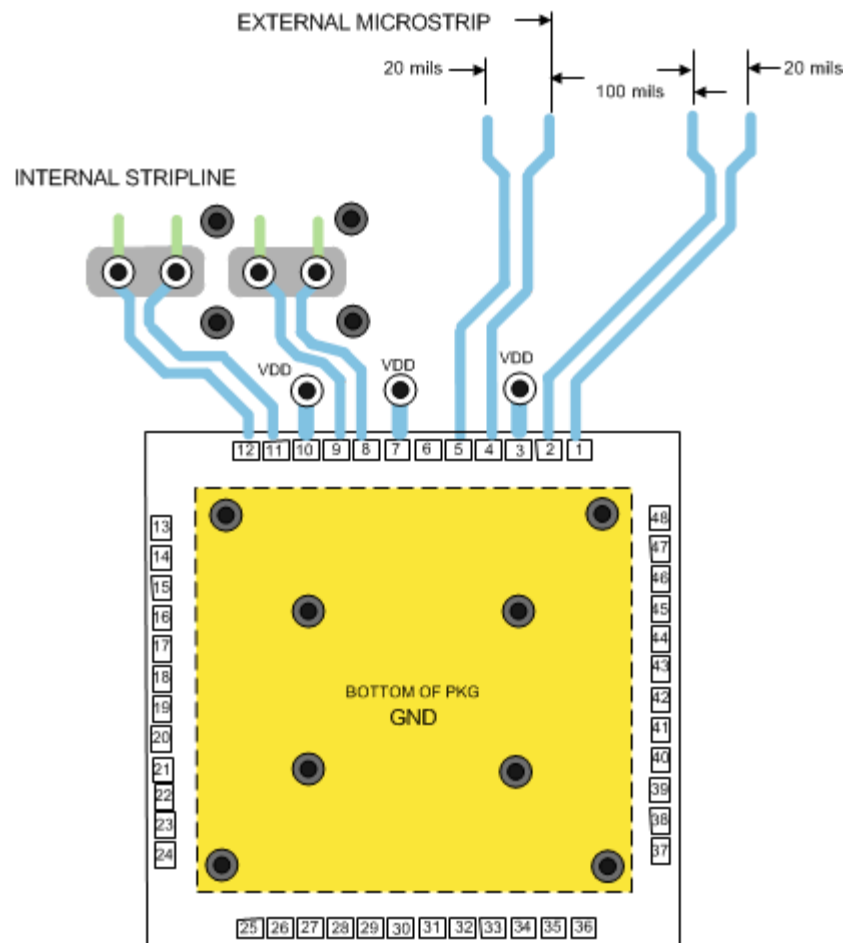 EXTERNAL MICROSTRIP
20 mils
100 mils
20 mils
INTERNAL STRIPLINE
VDD
VDD
VDD
12 11 10 9 8 7 6 5 4 3 2 1
13
14
15
16
17
18
19
20
21
22
23
24
48
47
46
45
44
43
42
41
40
39
38
37
BOTTOM OF PKG
GND
25 26 27 28 29 30 31 32 33 34 35 36